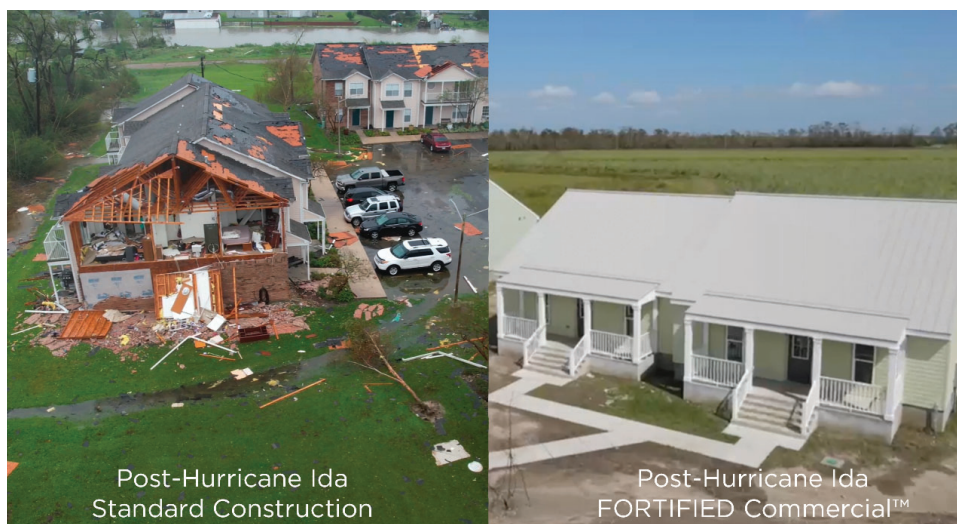 Post-Hurricane Ida
Standard Construction
Post-Hurricane Ida
FORTIFIED Commercial™